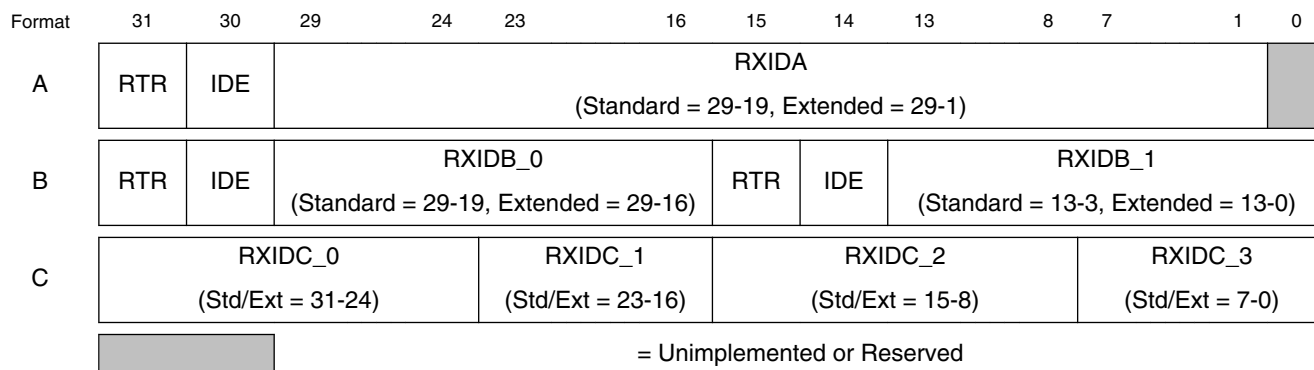 Format 31 30 29 24 23 16 15 14 13 8 7 1 0
A RTR IDE RXIDA
(Standard = 29-19, Extended = 29-1)
B RTR IDE RXIDB_0 RTR IDE RXIDB_1
(Standard = 29-19, Extended = 29-16) (Standard = 13-3, Extended = 13-0)
C RXIDC_0 RXIDC_1 RXIDC_2 RXIDC_3
(Std/Ext = 31-24) (Std/Ext = 23-16) (Std/Ext = 15-8) (Std/Ext = 7-0)
= Unimplemented or Reserved